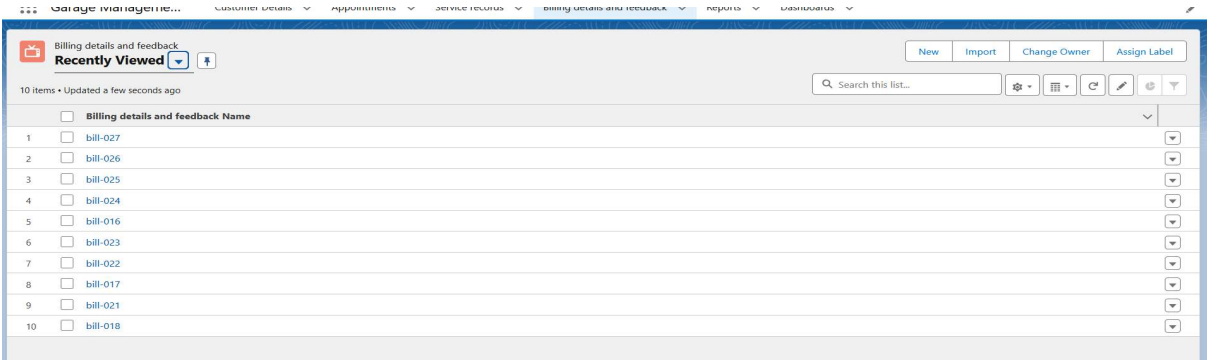 Garage Manageme... Customer Details Appointments Service records Billing details and feedback Reports Dashboards
Billing details and feedback
Recently Viewed
New Import Change Owner Assign Label
10 items • Updated a few seconds ago
Search this list...
Billing details and feedback Name
1 bill-027
2 bill-026
3 bill-025
4 bill-024
5 bill-016
6 bill-023
7 bill-022
8 bill-017
9 bill-021
10 bill-018